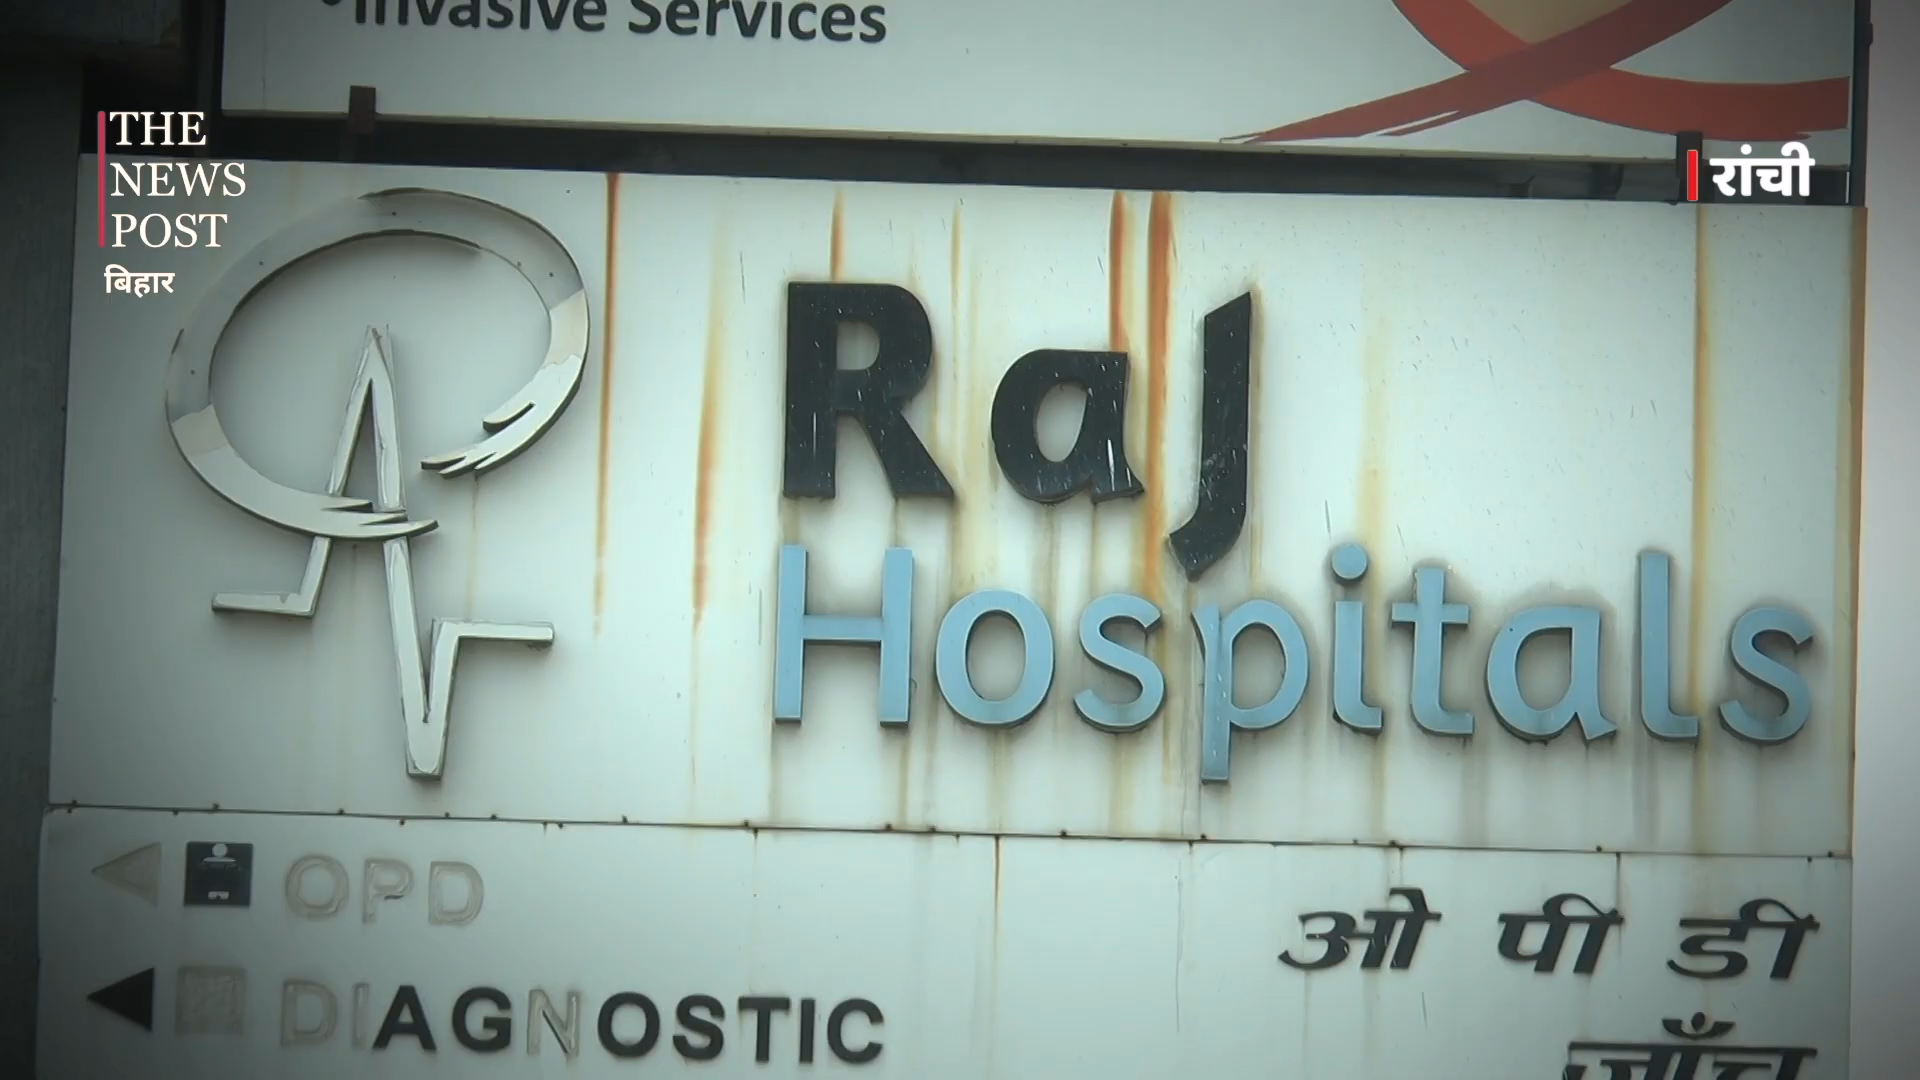 Invasive Services
THE
NEWS
POST
बिहार
रांची
Raj
Hospitals
OPD
ओ पी डी
DIAGNOSTIC
जाँच